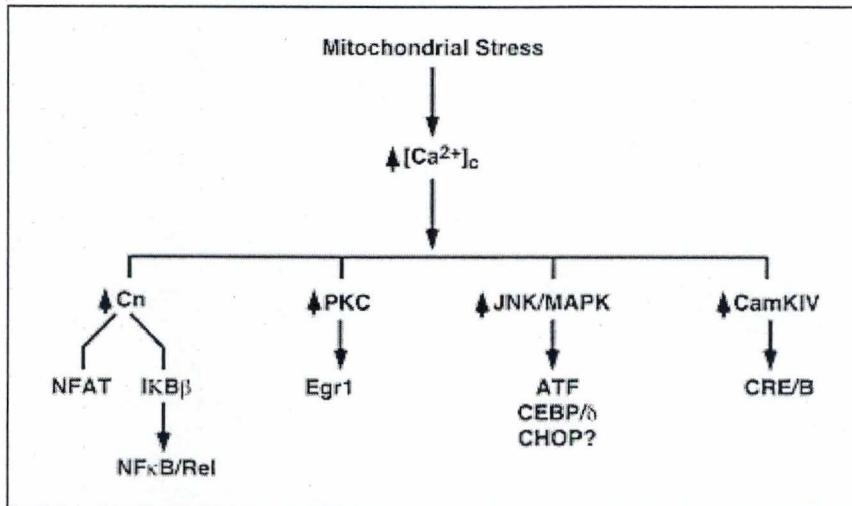 Mitochondrial Stress
[Ca²⁺]c
Cn PKC JNK/MAPK CamKIV
NFAT IKBβ Egr1 ATF CRE/B
CEBP/δ
CHOP?
NFκB/Rel